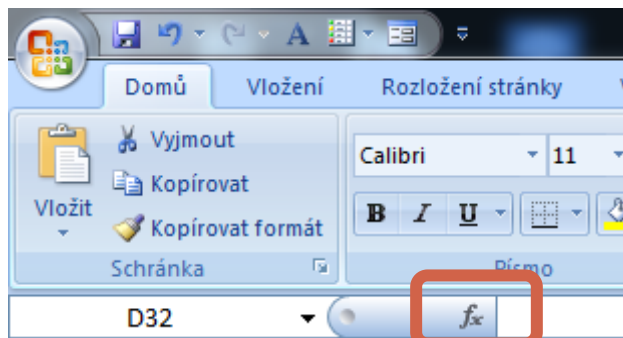 A
Domů Vložení Rozložení stránky
Vyjmout
Kopírovat
Vložit
Kopírovat formát
Schránka
Calibri 11
B I U
Písmo
D32 fx